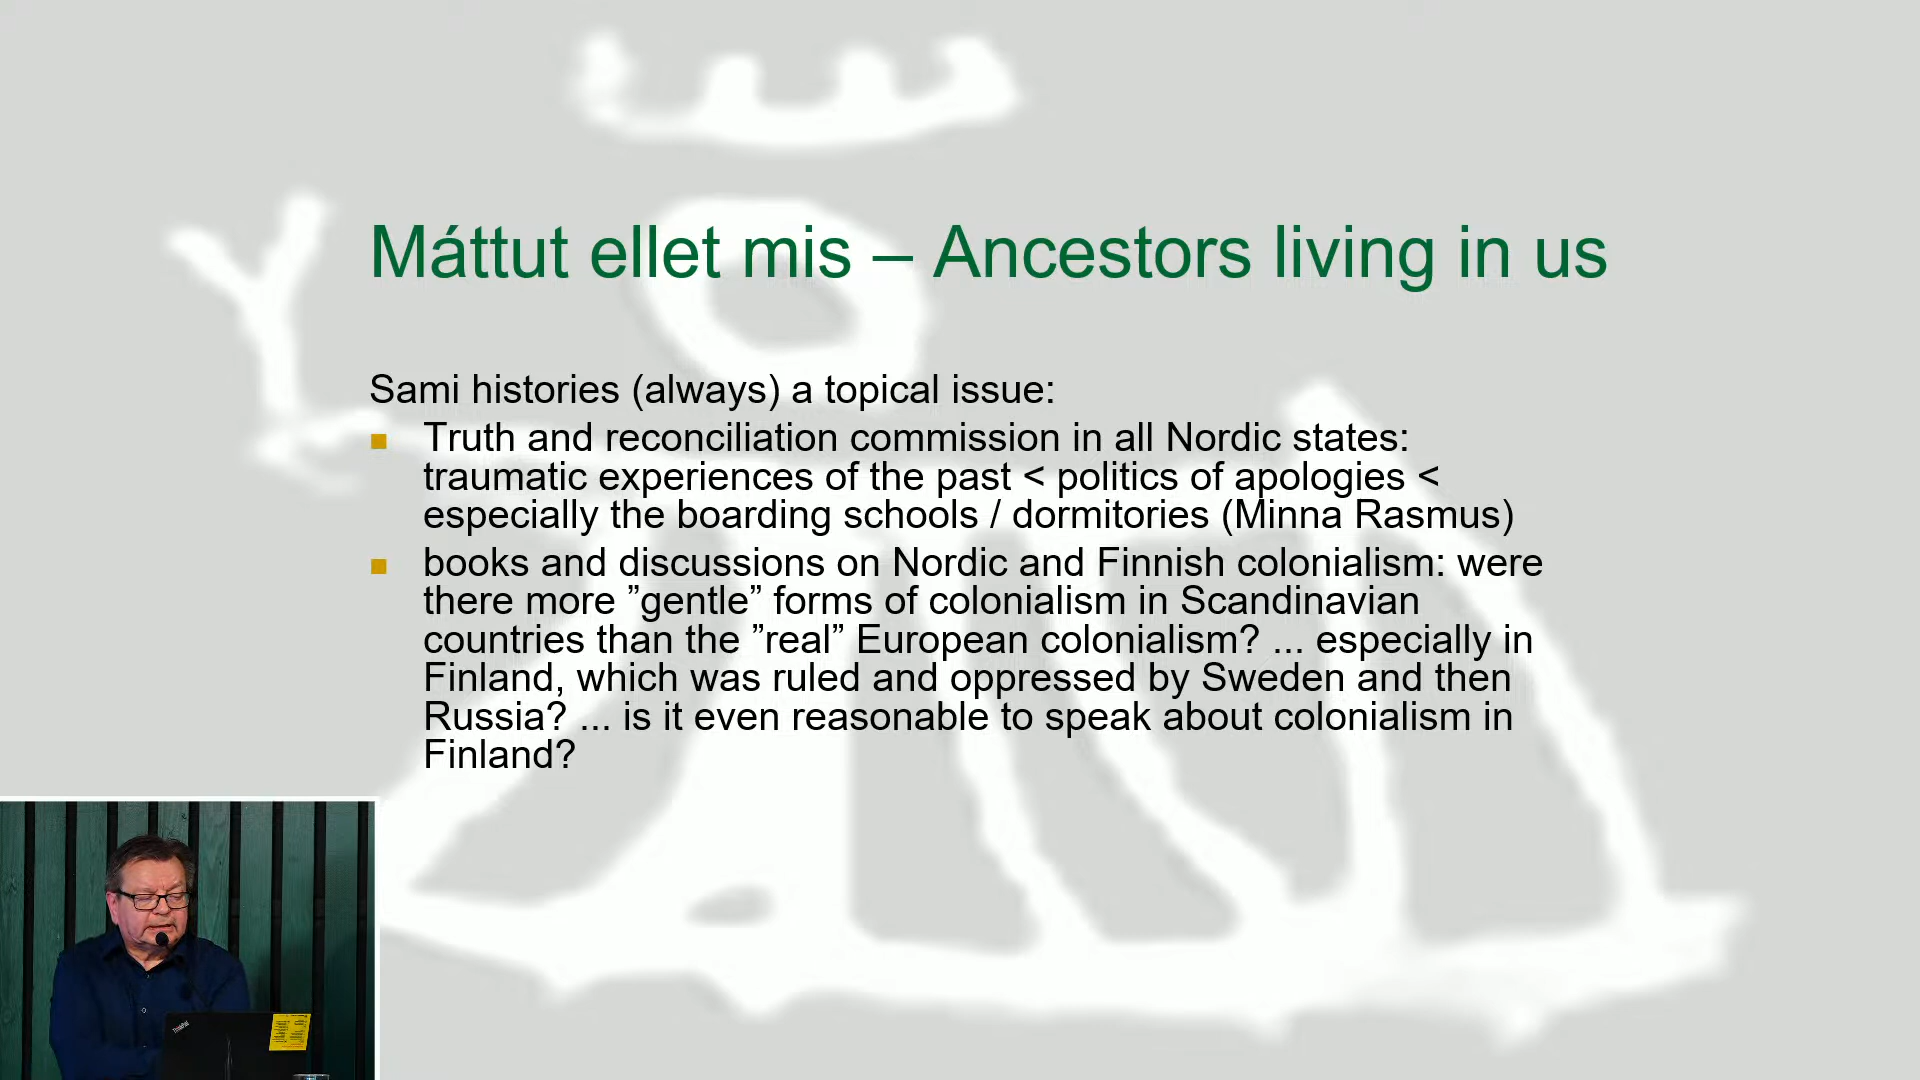 Máttut ellet mis – Ancestors living in us
Sami histories (always) a topical issue:
Truth and reconciliation commission in all Nordic states:
traumatic experiences of the past < politics of apologies <
especially the boarding schools / dormitories (Minna Rasmus)
books and discussions on Nordic and Finnish colonialism: were
there more ”gentle” forms of colonialism in Scandinavian
countries than the ”real” European colonialism? ... especially in
Finland, which was ruled and oppressed by Sweden and then
Russia? ... is it even reasonable to speak about colonialism in
Finland?
ThinkPad